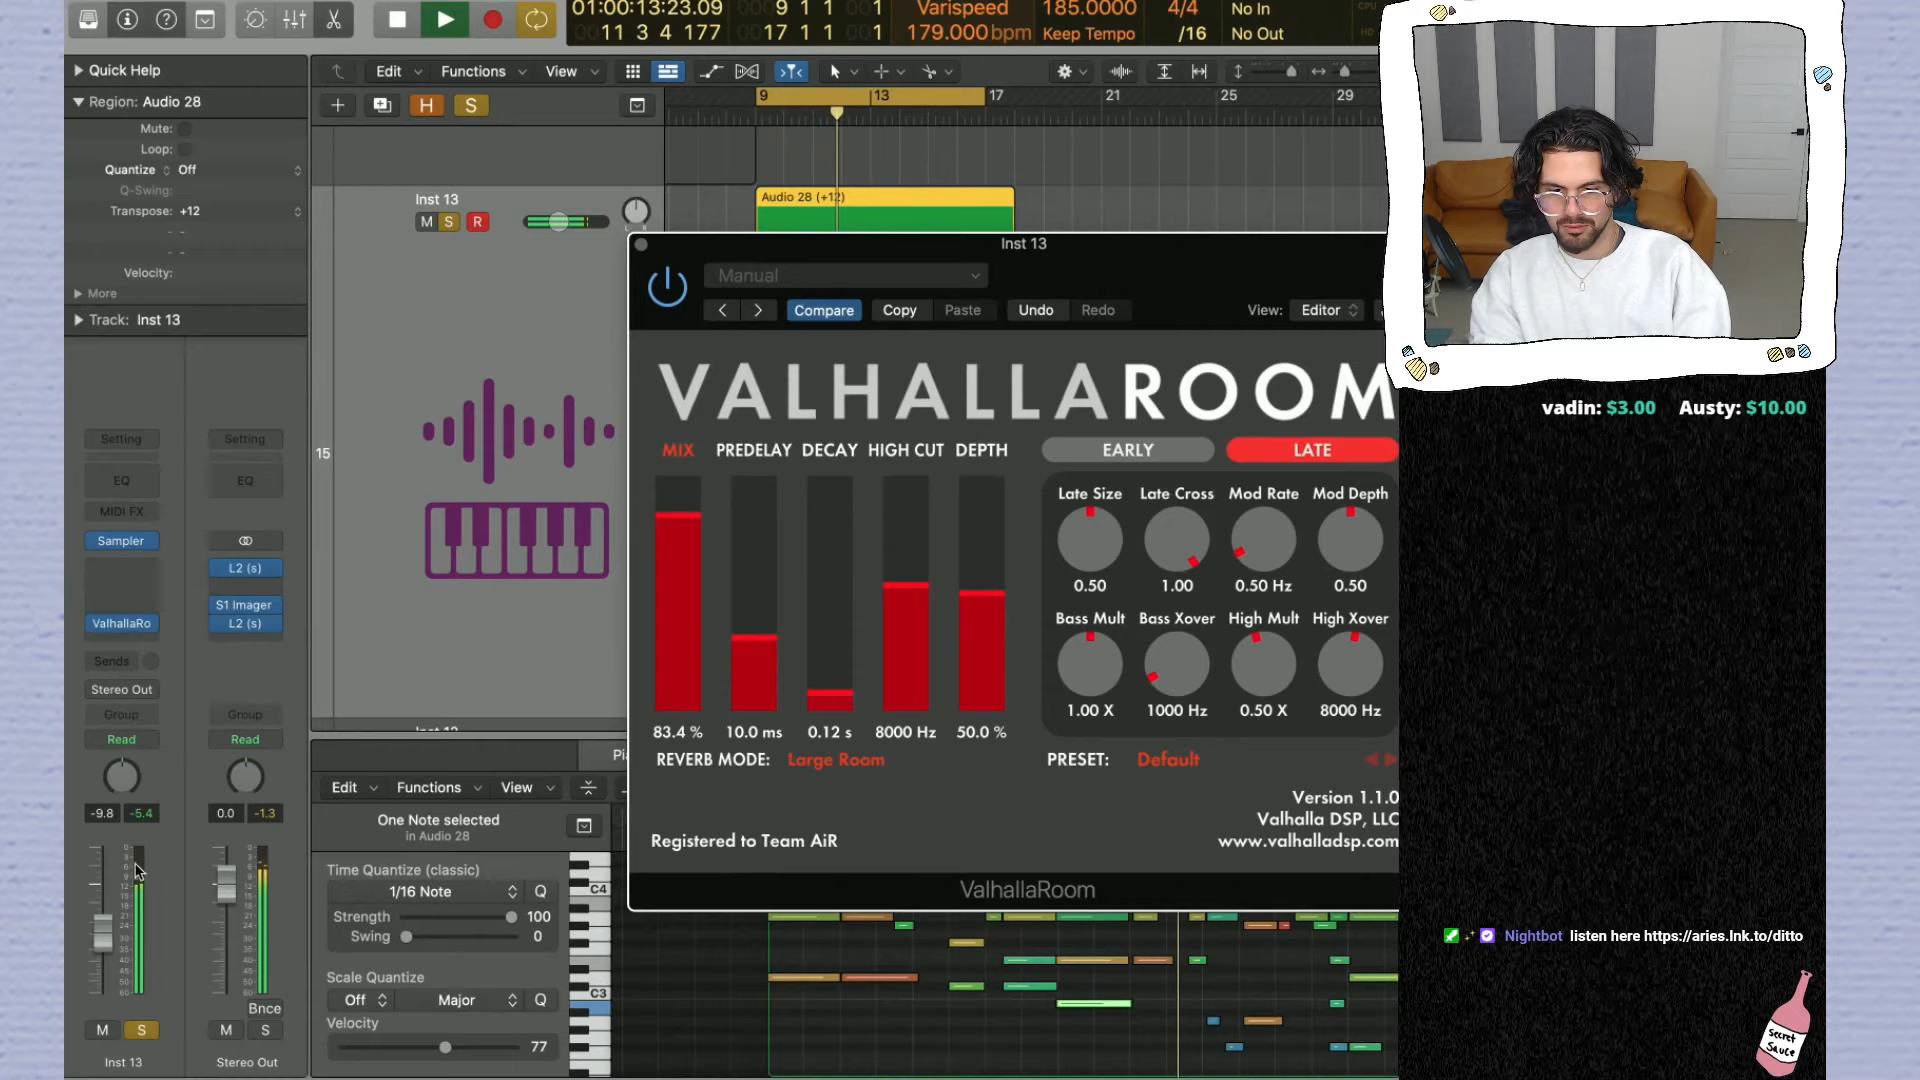 01:00:13:23.09
9 1 1 1
Varispeed
185.0000
4/4
No In
11 3 4 177
17 1 1 1
179.000 bpm
Keep Tempo
/16
No Out
Quick Help
Edit
Functions
View
Region: Audio 28
H
S
9
13
17
21
25
29
Mute:
Loop:
Quantize
Off
Q-Swing:
Transpose: +12
Velocity:
More
Track: Inst 13
Inst 13
M
S
R
Audio 28 (+12)
Inst 13
Manual
Compare
Copy
Paste
Undo
Redo
View:
Editor
VALHALLAROOM
MIX
PREDELAY
DECAY
HIGH CUT
DEPTH
EARLY
LATE
Late Size
Late Cross
Mod Rate
Mod Depth
0.50
1.00
0.50 Hz
0.50
Bass Mult
Bass Xover
High Mult
High Xover
1.00 X
1000 Hz
0.50 X
8000 Hz
83.4 %
10.0 ms
0.12 s
8000 Hz
50.0 %
REVERB MODE: Large Room
PRESET: Default
Version 1.1.0
Valhalla DSP, LLC
www.valhalladsp.com
Registered to Team AiR
ValhallaRoom
15
Setting
Setting
EQ
EQ
MIDI FX
Sampler
L2 (s)
S1 Imager
ValhallaRo
L2 (s)
Sends
Stereo Out
Group
Group
Read
Read
-9.8
-5.4
0.0
-1.3
Bnce
M
S
M
S
Inst 13
Stereo Out
Edit
Functions
View
One Note selected
in Audio 28
Time Quantize (classic)
1/16 Note
Q
Strength
100
Swing
0
Scale Quantize
Off
Major
Q
Velocity
77
C4
C3
vadin: $3.00
Austy: $10.00
Nightbot listen here https://aries.lnk.to/ditto
Secret
Sauce